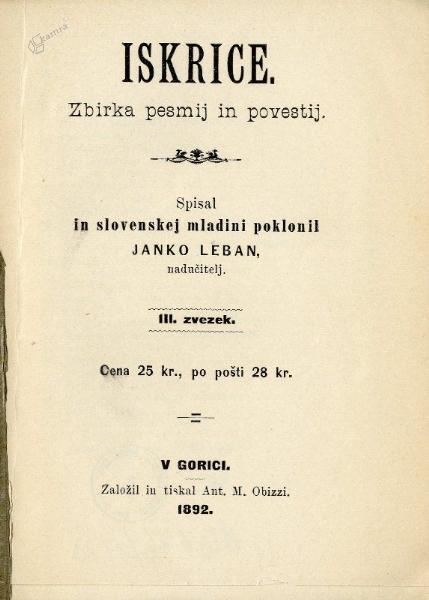 kamra
ISKRICE.
Zbirka pesmij in povestij.
Spisal
in slovenskej mladini poklonil
JANKO LEBAN,
nadučitelj.
III. zvezek.
Cena 25 kr., po pošti 28 kr.
V GORICI.
Založil in tiskal Ant. M. Obizzi.
1892.